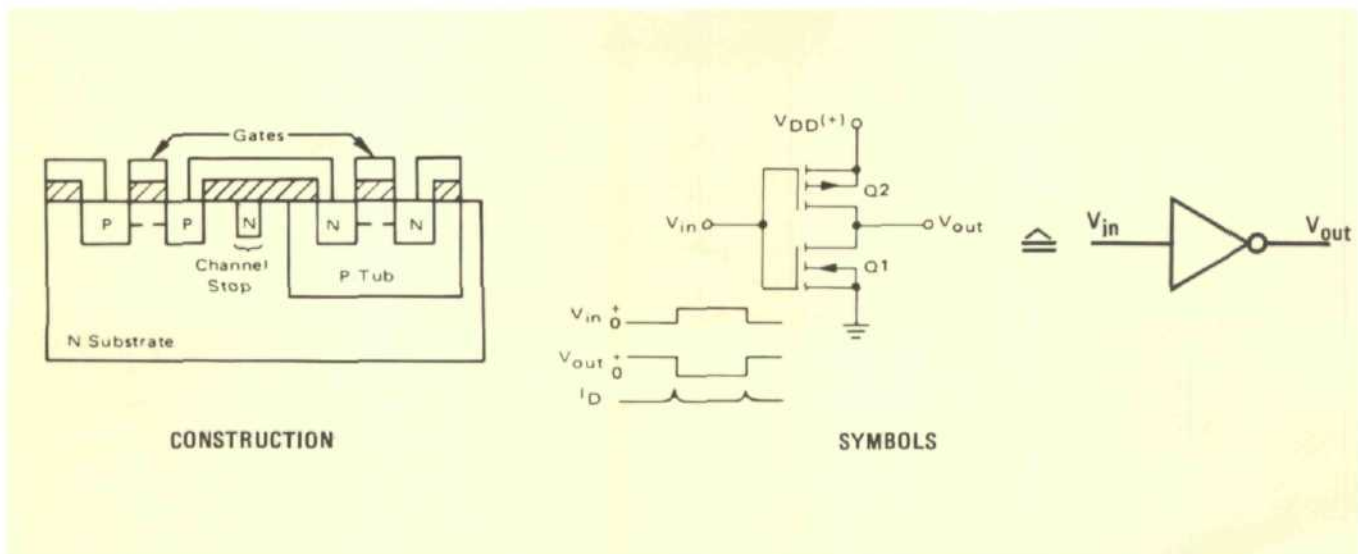 Gates
P P N N N
Channel
Stop
P Tub
N Substrate
CONSTRUCTION
VDD(+)
Q2
Vin
Vout
Q1
Vin + 0
Vout + 0
ID
SYMBOLS
≙
Vin
Vout